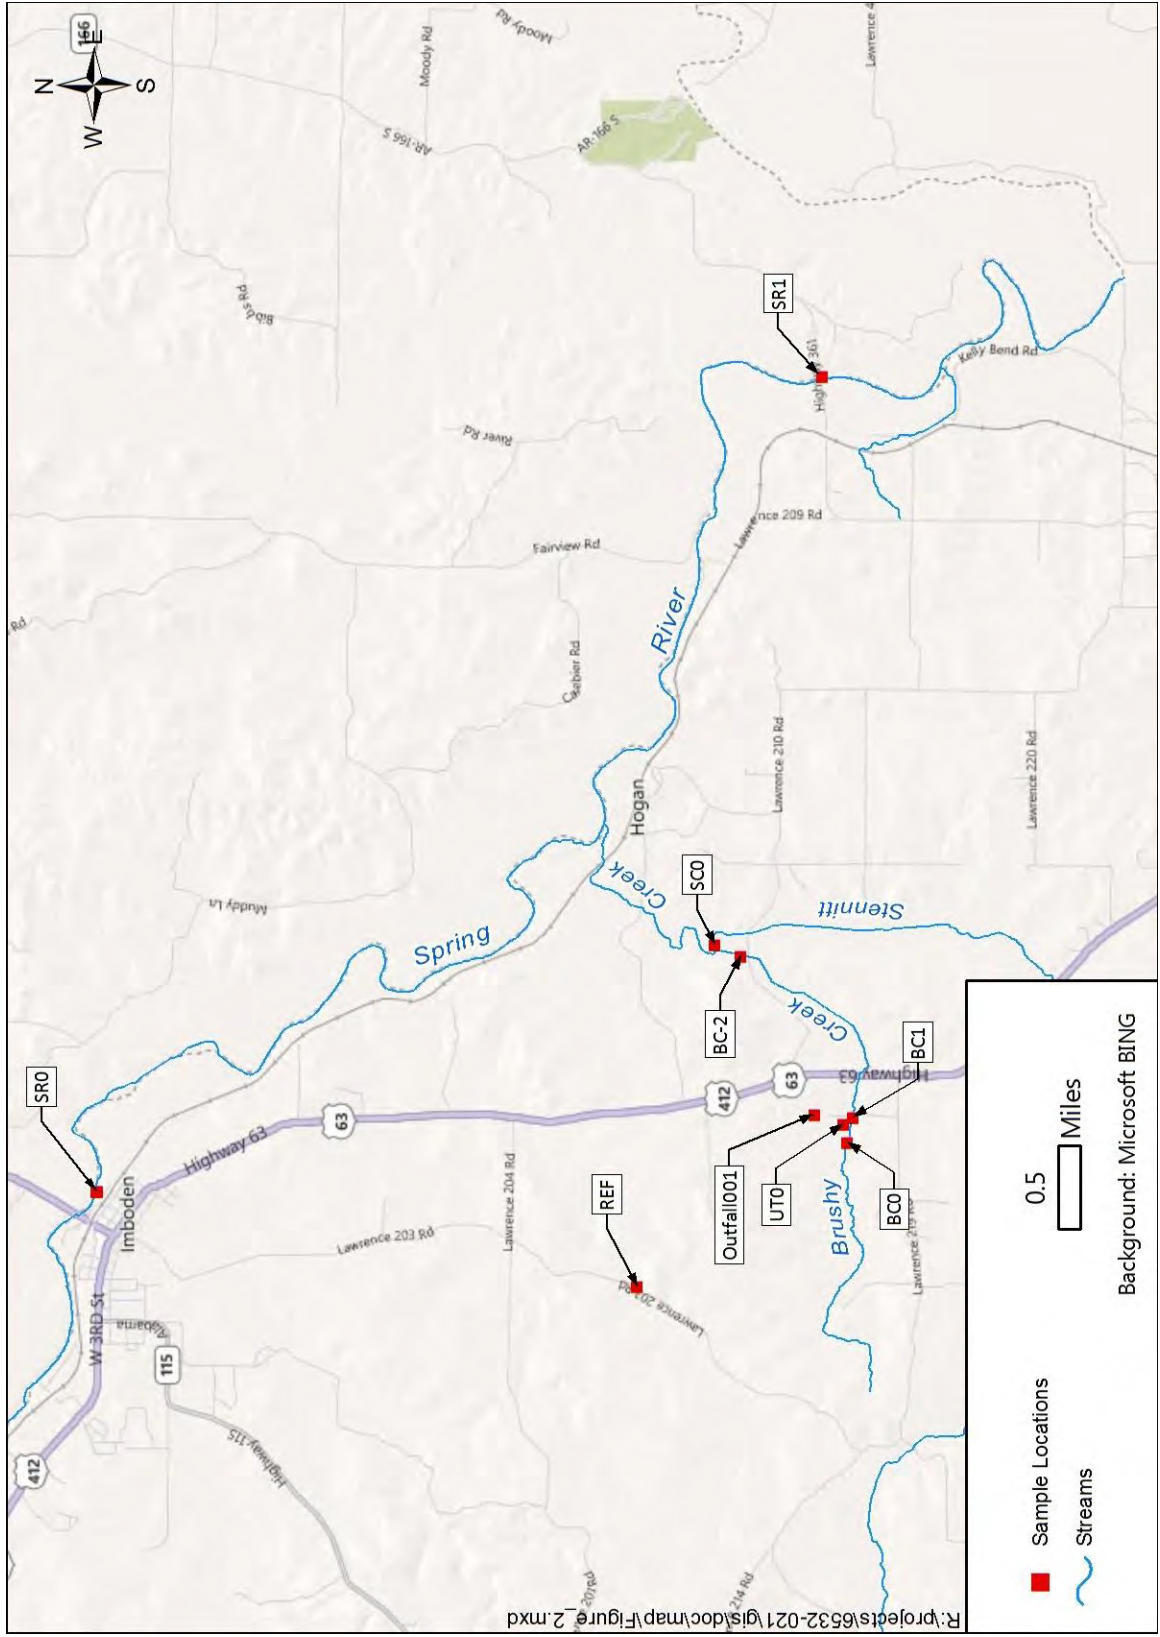 166
N
E
S
W
Moody Rd
Moody Rd
Lawrence 4
AR-166 S
AR-166 S
Bibbs Rd
SR1
Highway 361
Kelly Bend Rd
River Rd
Lawrence 209 Rd
Fairview Rd
Rd
River
Casbier Rd
Hogan
Lawrence 210 Rd
Lawrence 220 Rd
Muddy Ln
Creek
SC0
Stennitt
Spring
BC-2
Creek
SR0
63
412
63
Highway 63
BC1
Highway 63
Imboden
Lawrence 204 Rd
REF
Outfall001
UT0
BC0
Brushy
Lawrence 203 Rd
Lawrence 203 Rd
W 3RD St
Alabama
115
412
Highway 115
214 Rd
R:\projects\6532-021\gis\doc\map\Figure_2.mxd
Sample Locations
Streams
0.5
Miles
Background: Microsoft BING